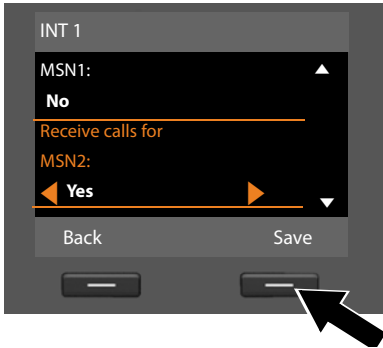 INT 1
MSN1:
No
Receive calls for
MSN2:
Yes
Back Save